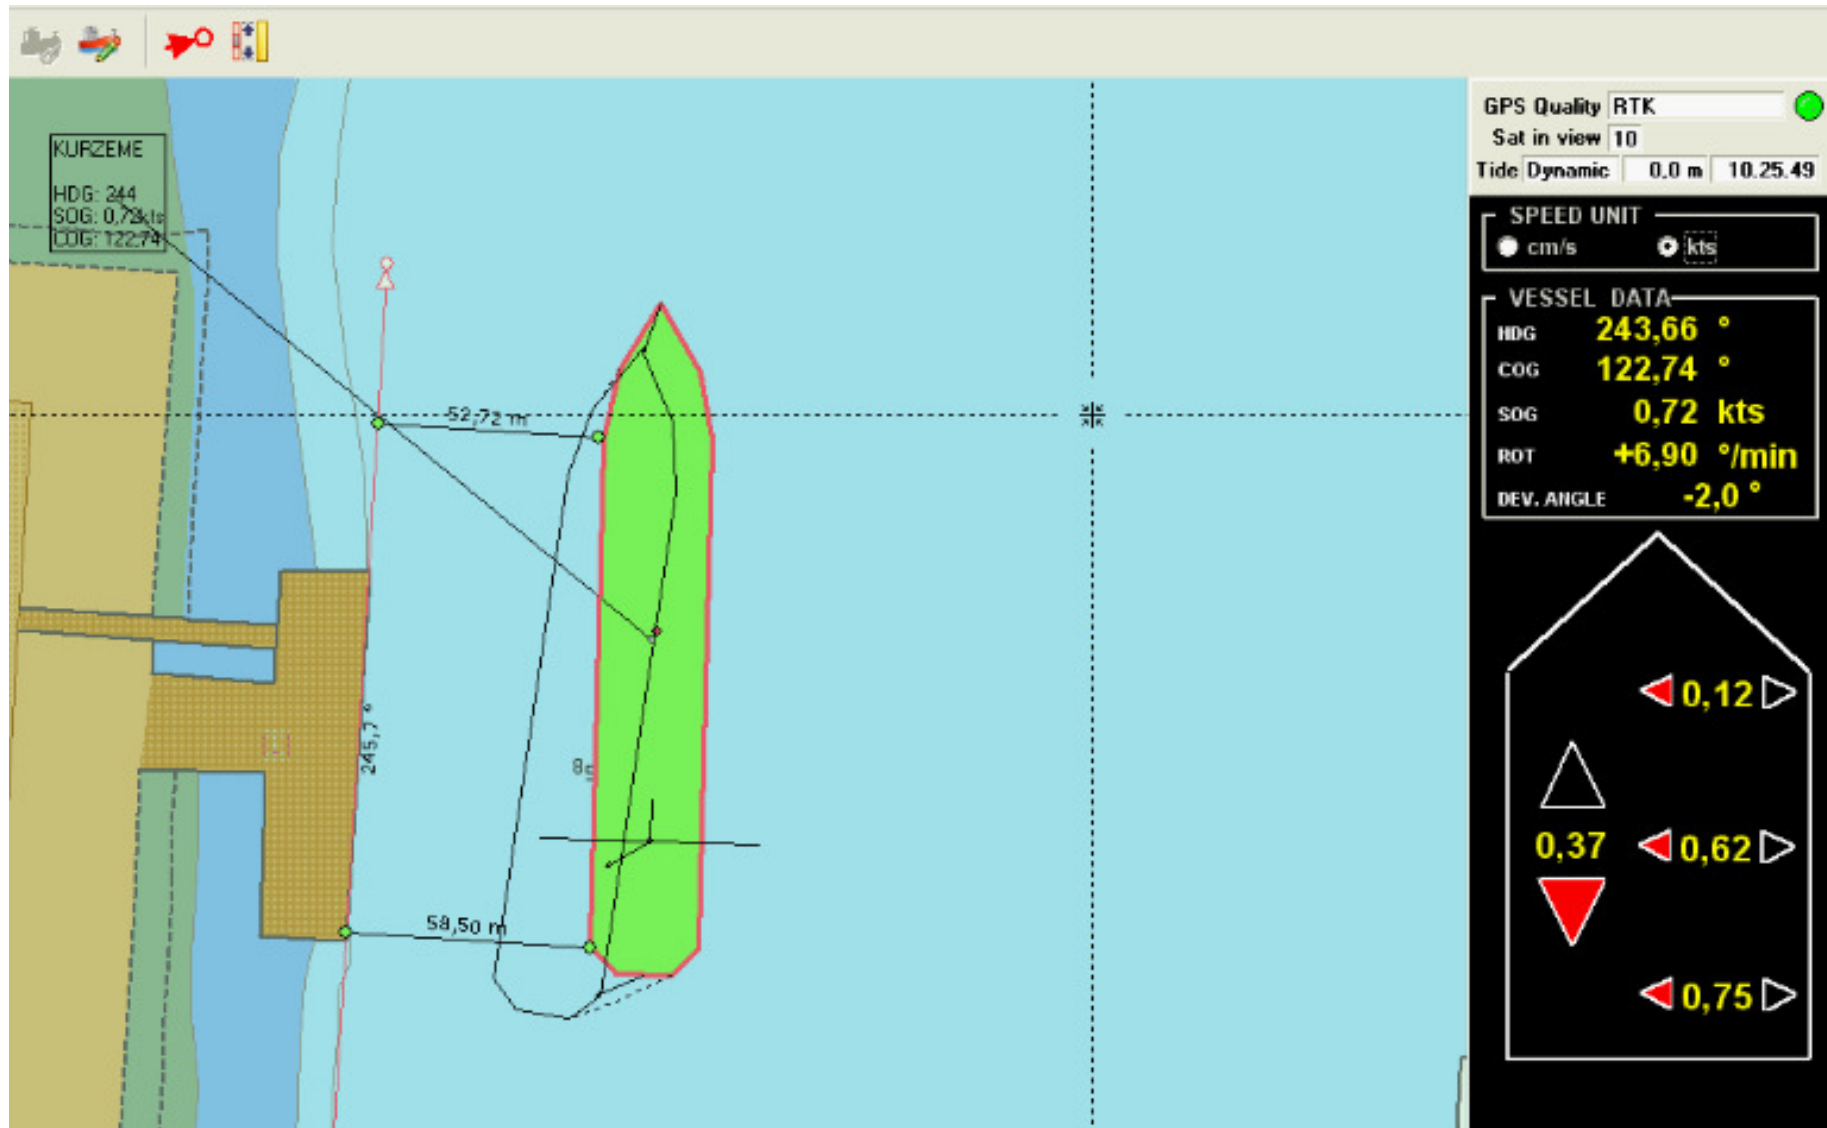 KURZEME
HDG: 244
SOG: 0,72kts
COG: 122,74
52,72 m
245,7 °
58,50 m
GPS Quality RTK
Sat in view 10
Tide Dynamic 0.0 m 10.25.49
SPEED UNIT
cm/s kts
VESSEL DATA
HDG 243,66 °
COG 122,74 °
SOG 0,72 kts
ROT +6,90 °/min
DEV. ANGLE -2,0 °
0,12
0,37 0,62
0,75